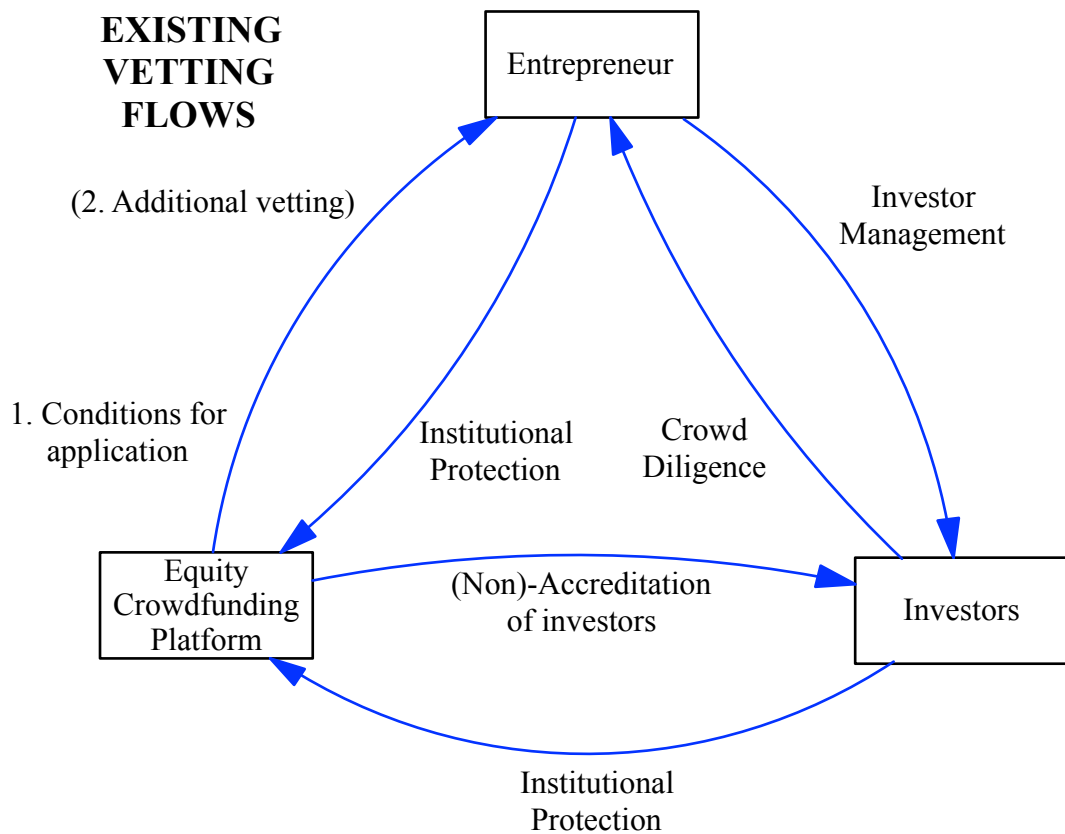 EXISTING
VETTING
FLOWS
Entrepreneur
(2. Additional vetting)
Investor
Management
1. Conditions for
application
Institutional
Protection
Crowd
Diligence
Equity
Crowdfunding
Platform
(Non)-Accreditation
of investors
Investors
Institutional
Protection